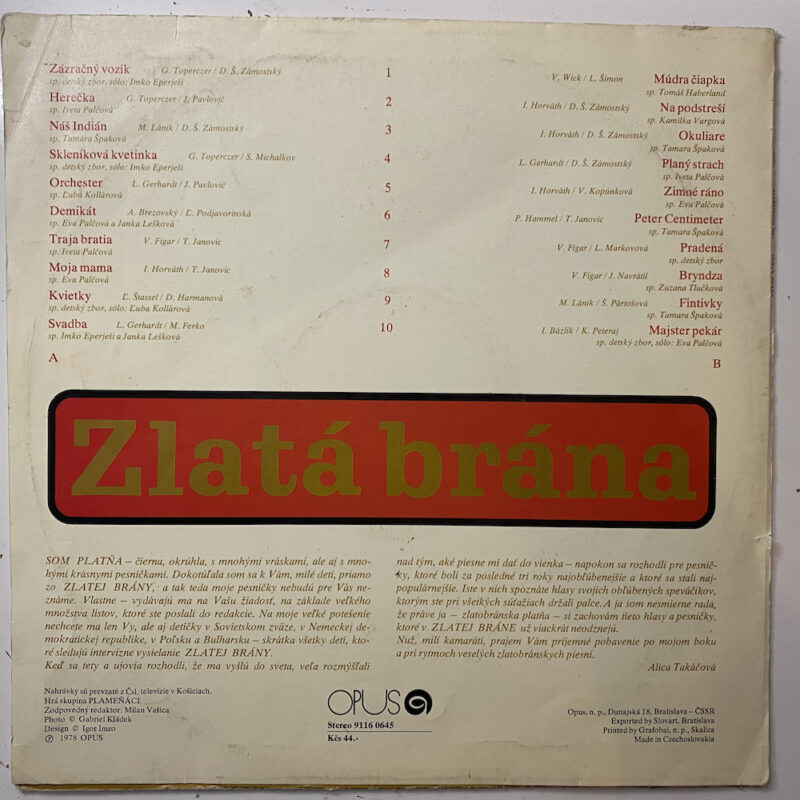 Zázračný vozík G. Toperczer / D. Š. Zámostský
sp. detský zbor, sólo: Imko Eperješi
Herečka G. Toperczer / J. Pavlovič
sp. Iveta Palčová
Náš Indián M. Láník / D. Š. Zámostský
sp. Tamara Špaková
Skleníková kvetinka G. Toperczer / S. Michalkov
sp. detský zbor, sólo: Imko Eperješi
Orchester L. Gerhardt / J. Pavlovič
sp. Ľuba Kollárová
Demikát A. Brezovský / Ľ. Podjavorinská
sp. Eva Palčová a Janka Lešková
Traja bratia V. Figar / T. Janovic
sp. Iveta Palčová
Moja mama I. Horváth / T. Janovic
sp. Eva Palčová
Kvietky Ľ. Štassel / D. Harmanová
sp. detský zbor, sólo: Ľuba Kollárová
Svadba L. Gerhardt / M. Ferko
sp. Imko Eperješi a Janka Lešková
A
1
2
3
4
5
6
7
8
9
10
V. Wick / L. Šimon Múdra čiapka
sp. Tomáš Haberland
I. Horváth / D. Š. Zámostský Na podstreší
sp. Kamilka Vargová
I. Horváth / D. Š. Zámostský Okuliare
sp. Tamara Špaková
L. Gerhardt / D. Š. Zámostský Planý strach
sp. Iveta Palčová
I. Horváth / V. Kopúnková Zimné ráno
sp. Eva Palčová
P. Hammel / T. Janovic Peter Centimeter
sp. Tamara Špaková
V. Figar / L. Markovová Pradená
sp. detský zbor
V. Figar / J. Navrátil Bryndza
sp. Zuzana Tlučková
M. Láník / Š. Pártošová Fintivky
sp. Tamara Špaková
I. Bázlik / K. Peteraj Majster pekár
sp. detský zbor, sólo: Eva Palčová
B
Zlatá brána
SOM PLATŇA – čierna, okrúhla, s mnohými vráskami, ale aj s mno-
hými krásnymi pesničkami. Dokotúľala som sa k Vám, milé deti, priamo
zo ZLATEJ BRÁNY, a tak teda moje pesničky nebudú pre Vás ne-
známe. Vlastne – vydávajú ma na Vašu žiadosť, na základe veľkého
množstva listov, ktoré ste poslali do redakcie. Na moje veľké potešenie
nechcete ma len Vy, ale aj detičky v Sovietskom zväze, v Nemeckej de-
mokratickej republike, v Poľsku a Bulharsku – skrátka všetky deti, kto-
ré sledujú intervízne vysielanie ZLATEJ BRÁNY.
Keď sa tety a ujovia rozhodli, že ma vyšlú do sveta, veľa rozmýšľali
nad tým, aké piesne mi dať do vienka – napokon sa rozhodli pre pesnič-
ky, ktoré boli za posledné tri roky najobľúbenejšie a ktoré sa stali naj-
populárnejšie. Iste v nich spoznáte hlasy svojich obľúbených speváčikov,
ktorým ste pri všetkých súťažiach držali palce. A ja som nesmierne rada,
že práve ja – zlatobránska platňa – si zachovám tieto hlasy a pesničky,
ktoré v ZLATEJ BRÁNE už viackrát neodznejú.
Nuž, milí kamaráti, prajem Vám príjemné pobavenie po mojom boku
a pri rytmoch veselých zlatobránskych piesní.
Alica Takáčová
Nahrávky sú prevzaté z Čsl. televízie v Košiciach.
Hrá skupina PLAMENÁCI.
Zodpovedný redaktor: Milan Vašica
Photo © Gabriel Kládek
Design © Igor Imro
℗ 1978 OPUS
OPUS
Stereo 9116 0645
Kčs 44.-
Opus, n. p., Dunajská 18, Bratislava – ČSSR
Exported by Slovart, Bratislava
Printed by Grafobal, n. p., Skalica
Made in Czechoslovakia